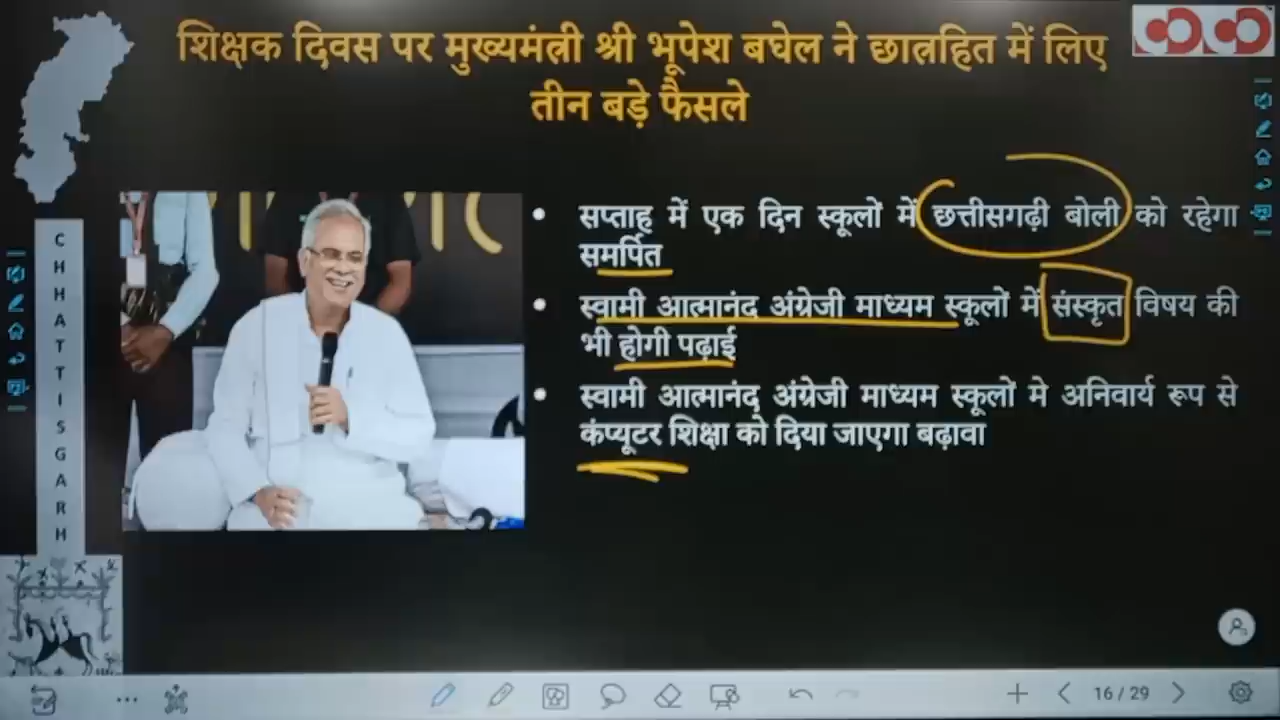 शिक्षक दिवस पर मुख्यमंत्री श्री भूपेश बघेल ने छात्रहित में लिए
तीन बड़े फैसले
CHHATTISGARH
• सप्ताह में एक दिन स्कूलों में छत्तीसगढ़ी बोली को रहेगा
समर्पित
• स्वामी आत्मानंद अंग्रेजी माध्यम स्कूलों में संस्कृत विषय की
भी होगी पढ़ाई
• स्वामी आत्मानंद अंग्रेजी माध्यम स्कूलों मे अनिवार्य रूप से
कंप्यूटर शिक्षा को दिया जाएगा बढ़ावा
16 / 29